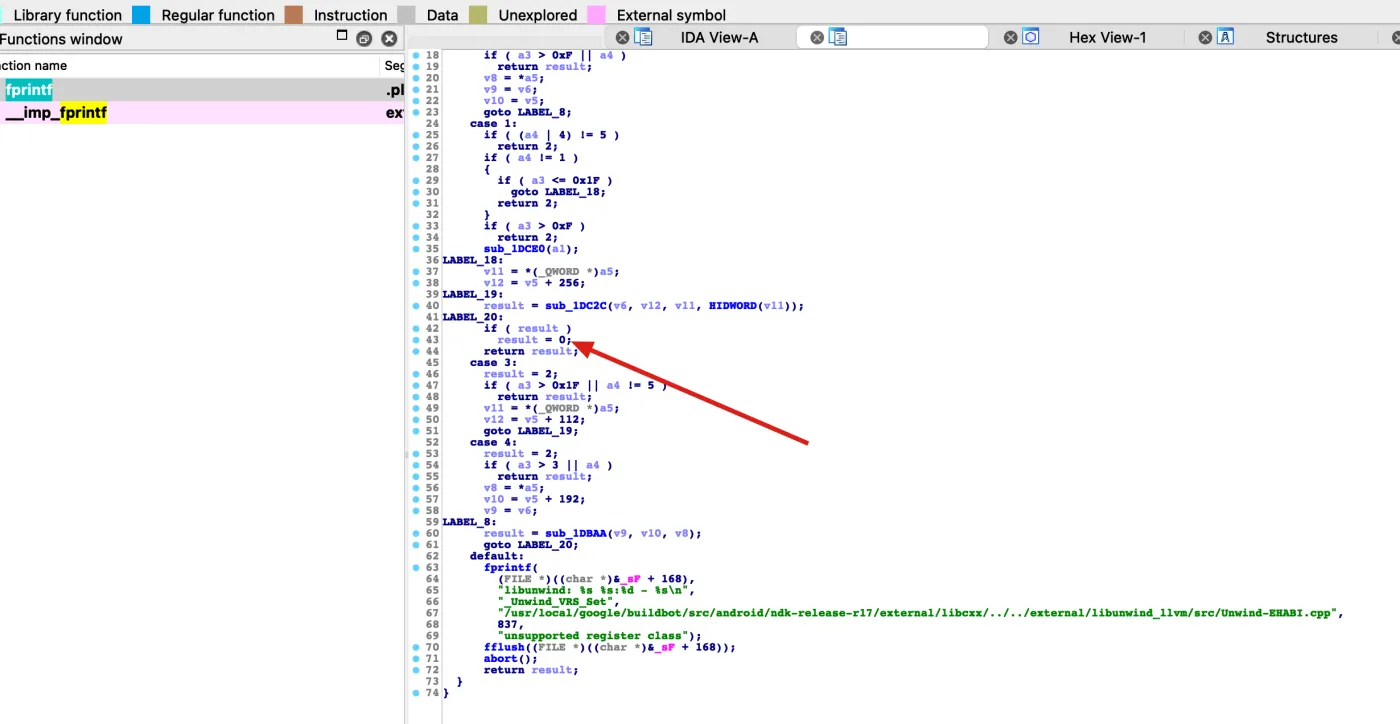 Library function Regular function Instruction Data Unexplored External symbol
Functions window
IDA View-A Hex View-1 Structures
ction name Seg
fprintf .pl
__imp_fprintf ex
18 if ( a3 > 0xF || a4 )
19 return result;
20 v8 = *a5;
21 v9 = v6;
22 v10 = v5;
23 goto LABEL_8;
24 case 1:
25 if ( (a4 | 4) != 5 )
26 return 2;
27 if ( a4 != 1 )
28 {
29 if ( a3 <= 0x1F )
30 goto LABEL_18;
31 return 2;
32 }
33 if ( a3 > 0xF )
34 return 2;
35 sub_1DCE0(a1);
36 LABEL_18:
37 v11 = *(_QWORD *)a5;
38 v12 = v5 + 256;
39 LABEL_19:
40 result = sub_1DC2C(v6, v12, v11, HIDWORD(v11));
41 LABEL_20:
42 if ( result )
43 result = 0;
44 return result;
45 case 3:
46 result = 2;
47 if ( a3 > 0x1F || a4 != 5 )
48 return result;
49 v11 = *(_QWORD *)a5;
50 v12 = v5 + 112;
51 goto LABEL_19;
52 case 4:
53 result = 2;
54 if ( a3 > 3 || a4 )
55 return result;
56 v8 = *a5;
57 v10 = v5 + 192;
58 v9 = v6;
59 LABEL_8:
60 result = sub_1DBAA(v9, v10, v8);
61 goto LABEL_20;
62 default:
63 fprintf(
64 (FILE *)((char *)&_sF + 168),
65 "libunwind: %s %s:%d - %s\n",
66 "_Unwind_VRS_Set",
67 "/usr/local/google/buildbot/src/android/ndk-release-r17/external/libcxx/../../external/libunwind_llvm/src/Unwind-EHABI.cpp",
68 837,
69 "unsupported register class");
70 fflush((FILE *)((char *)&_sF + 168));
71 abort();
72 return result;
73 }
74 }